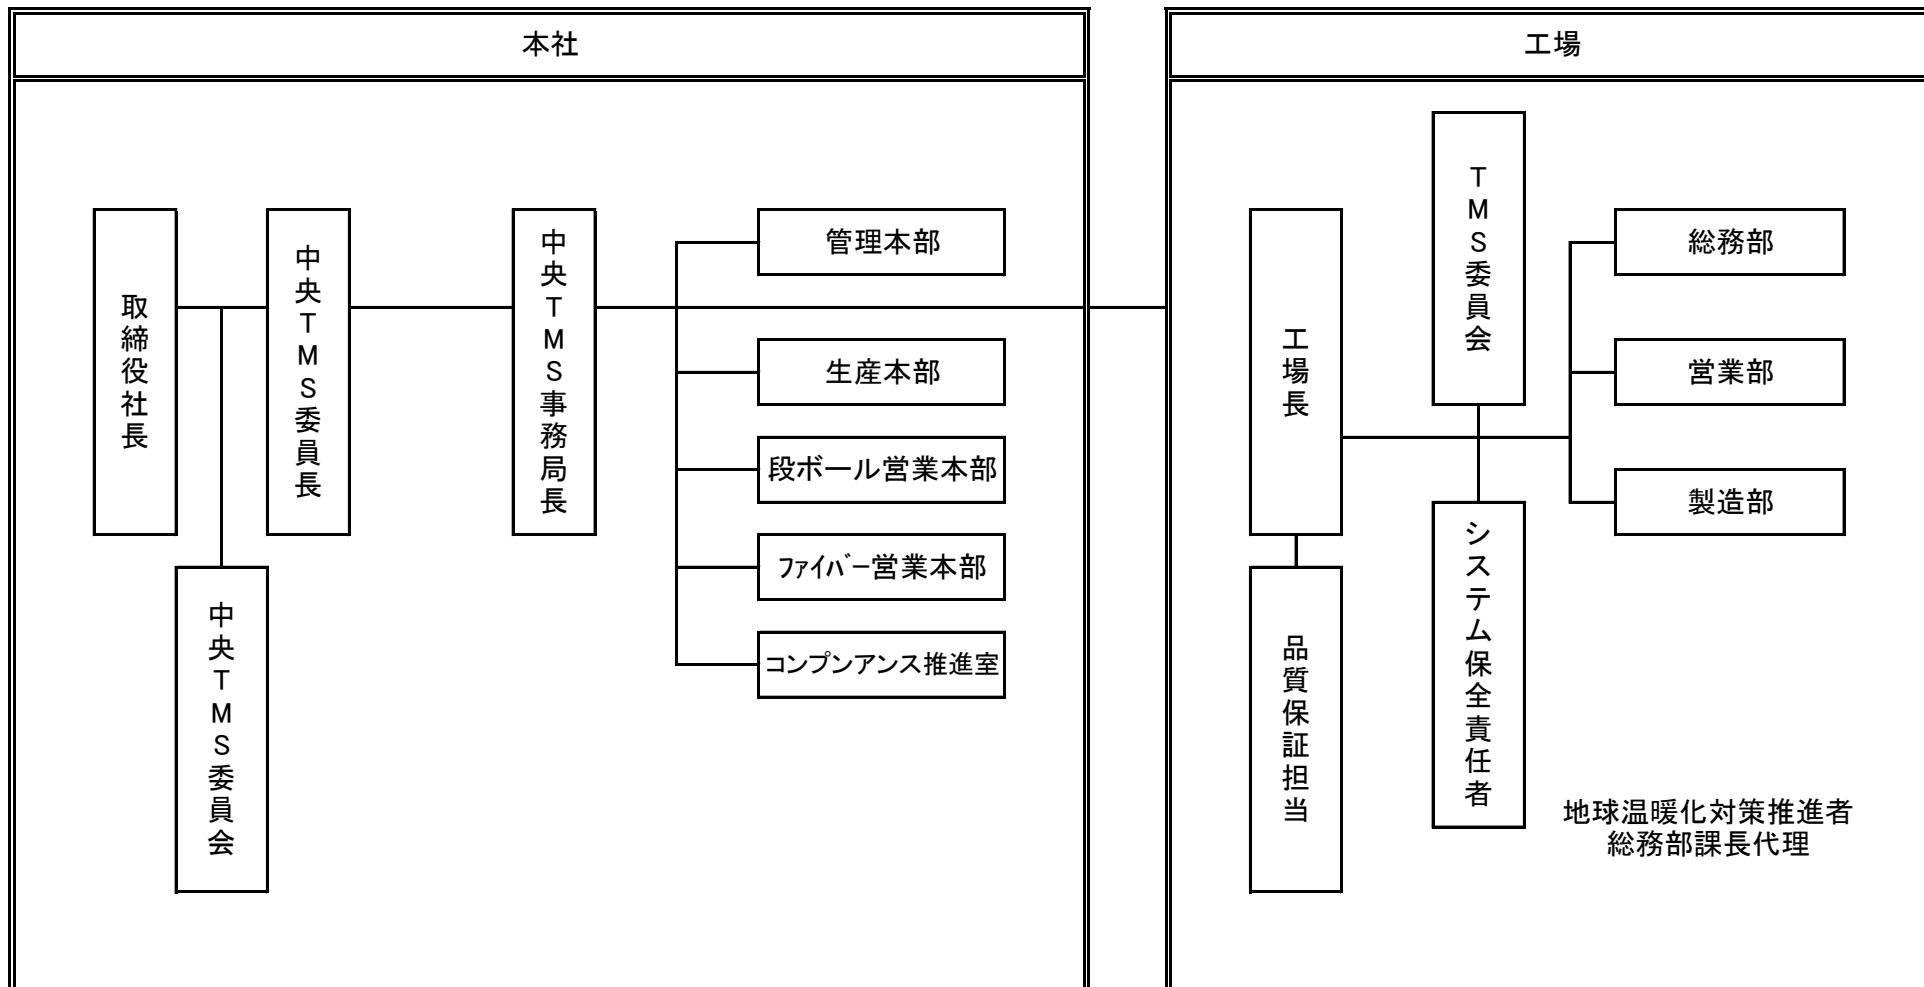 本社
取締役社長
中央TMS委員長
中央TMS委員会
中央TMS事務局長
管理本部
生産本部
段ボール営業本部
ﾌｧｲﾊﾞｰ営業本部
コンプンアンス推進室
工場
工場長
品質保証担当
TMS委員会
システム保全責任者
総務部
営業部
製造部
地球温暖化対策推進者
総務部課長代理